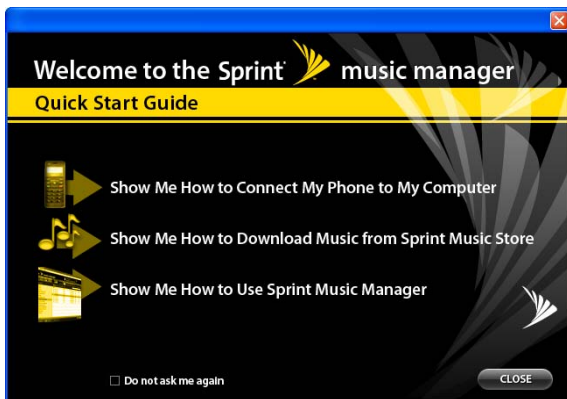 Welcome to the Sprint music manager
Quick Start Guide
Show Me How to Connect My Phone to My Computer
Show Me How to Download Music from Sprint Music Store
Show Me How to Use Sprint Music Manager
Do not ask me again
CLOSE